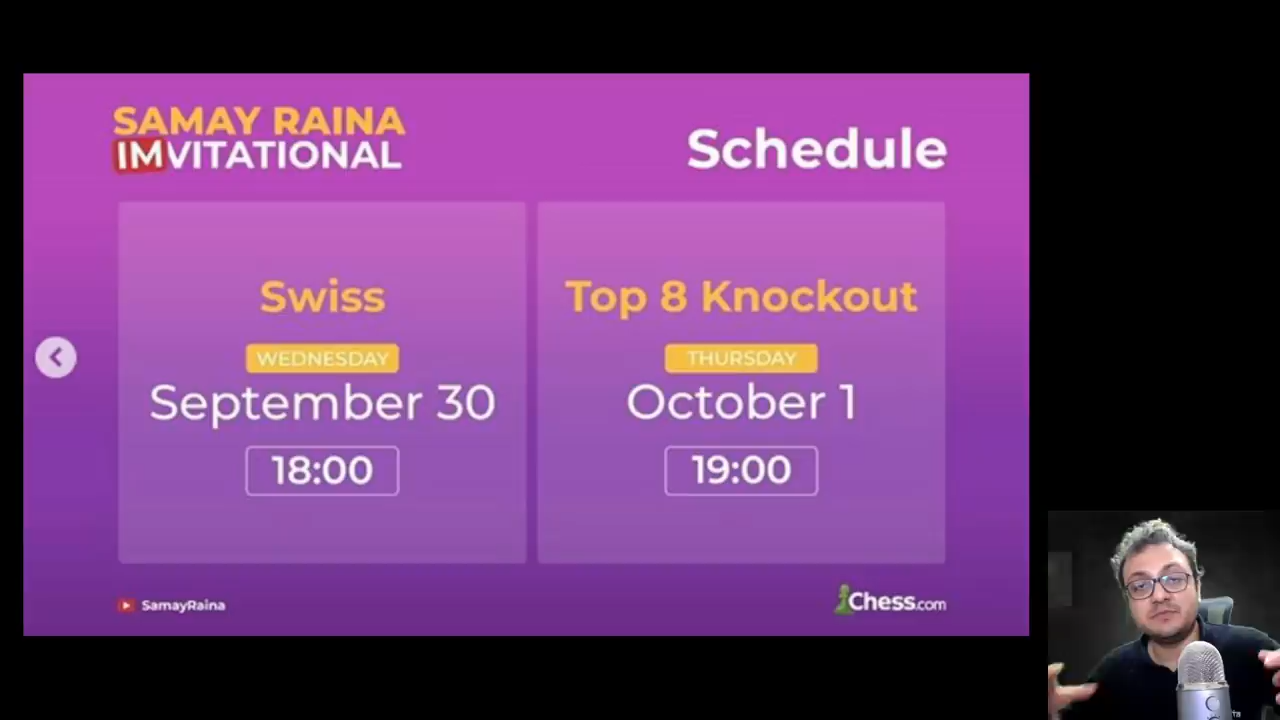 SAMAY RAINA
IMVITATIONAL
Schedule
Swiss
WEDNESDAY
September 30
18:00
Top 8 Knockout
THURSDAY
October 1
19:00
SamayRaina
Chess.com